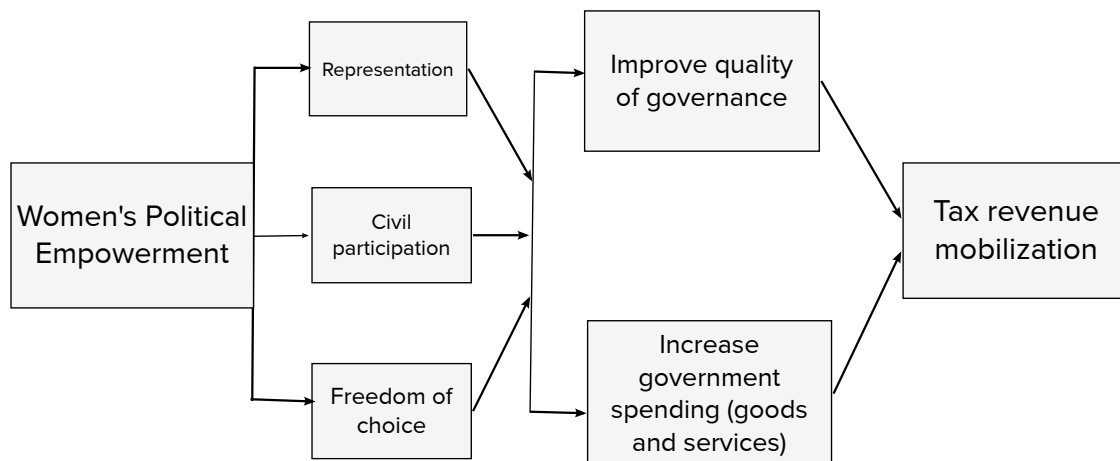 Representation
Improve quality
of governance
Women's Political
Empowerment
Civil
participation
Tax revenue
mobilization
Freedom of
choice
Increase
government
spending (goods
and services)